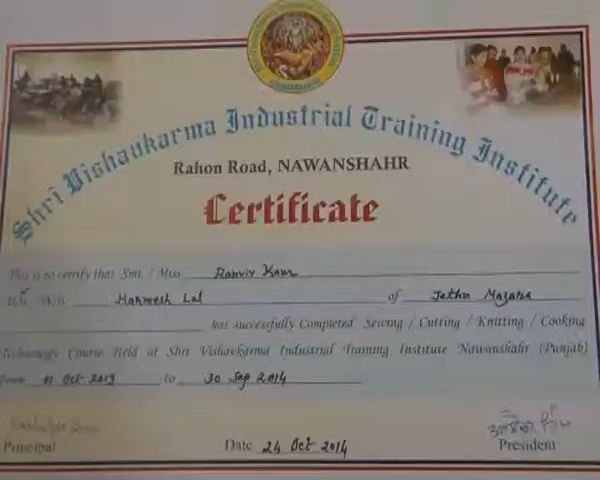 Shri Vishavkarma Industrial Training Institute
Rahon Road, NAWANSHAHR
Certificate
This is to certify that Smt. / Miss Ranvir Kaur
D/o W/o. Harmesh Lal of Jethu Mazara
has successfully Completed Sewing / Cutting / Knitting / Cooking
Technology Course Held at Shri Vishavkarma Industrial Training Institute Nawanshahr (Punjab)
From 01 Oct 2013 to 30 Sep 2014
Principal Date 24 Oct 2014 President